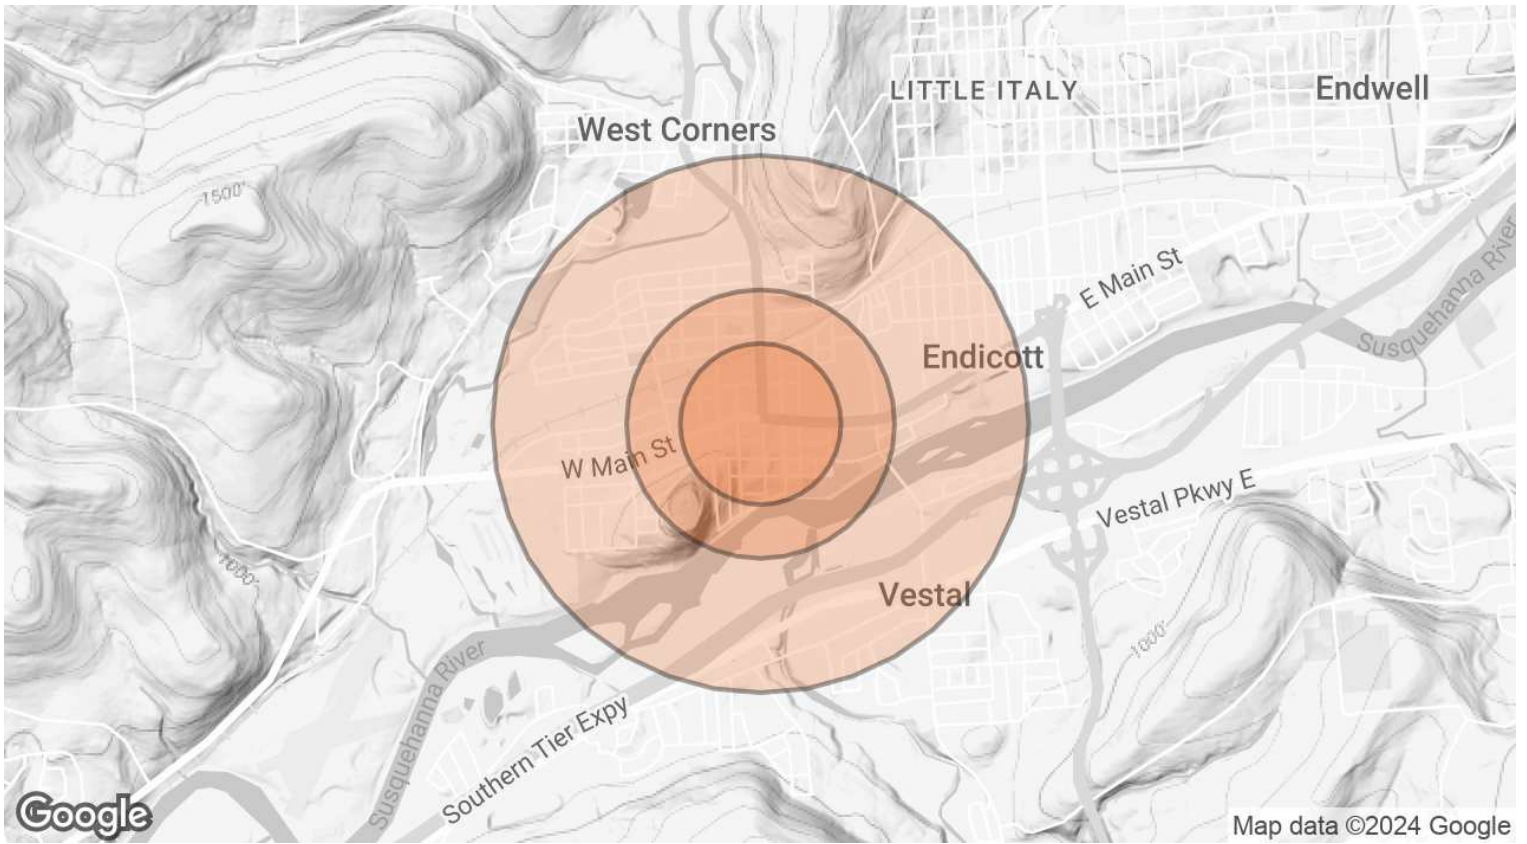 LITTLE ITALY
Endwell
West Corners
1500'
E Main St
Susquehanna River
Endicott
W Main St
Vestal Pkwy E
1000'
Vestal
1000'
Susquehanna River
Southern Tier Expy
Google
Map data ©2024 Google